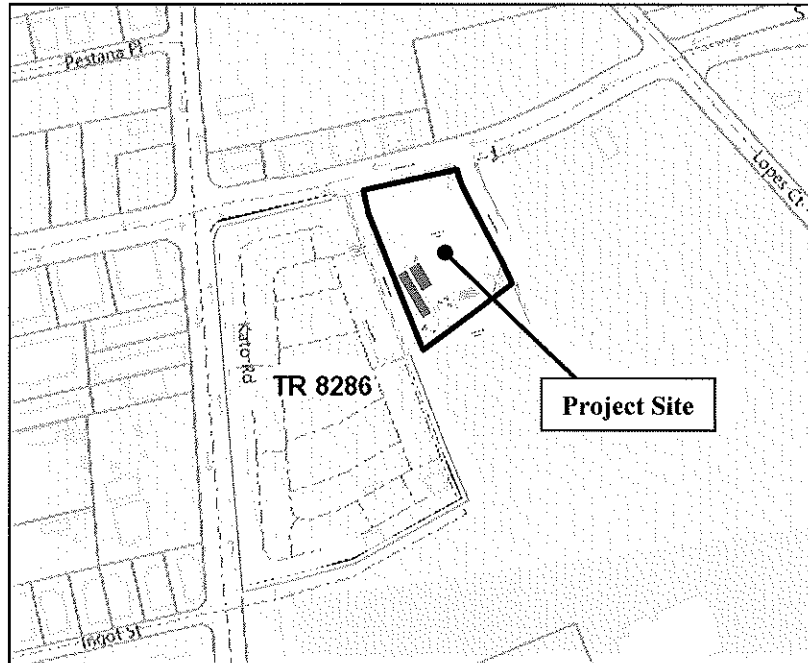 S
Pestana Pl
Lopes Ct
Kato Rd
TR 8286
Project Site
Ingot St